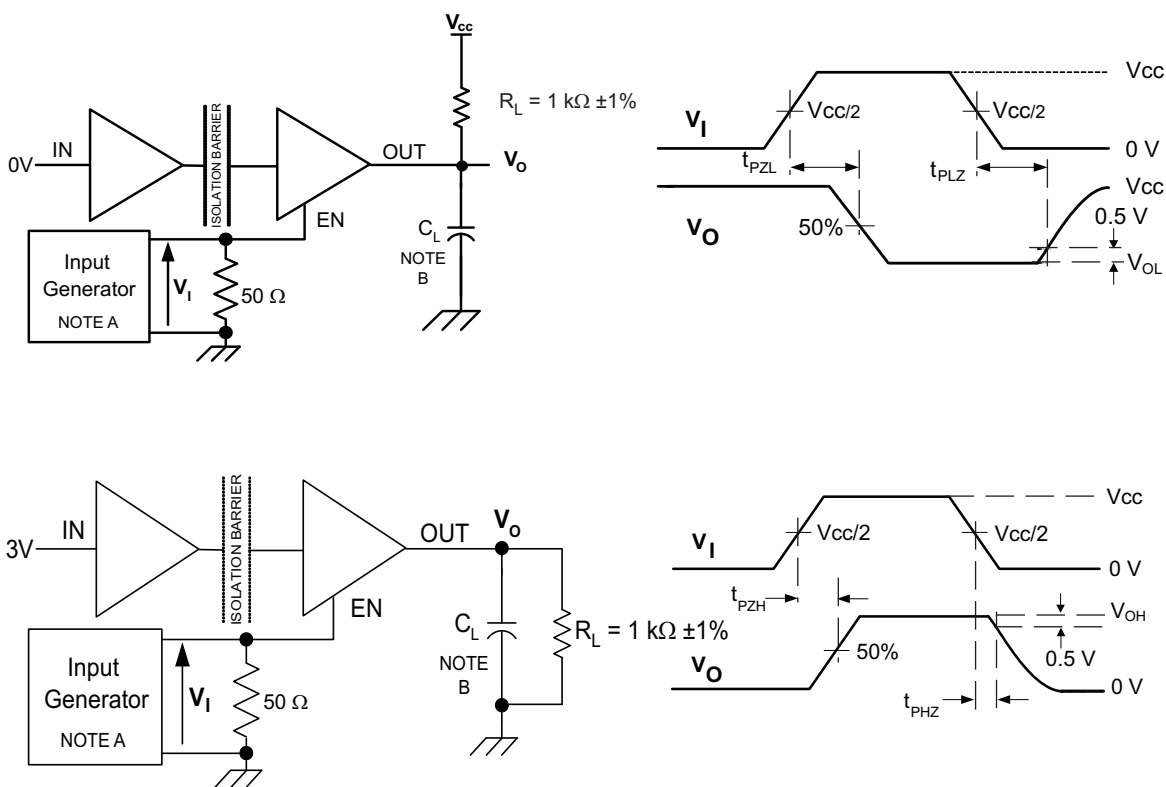 Vcc
RL = 1 kΩ ±1%
0V
IN
ISOLATION BARRIER
OUT
VO
EN
CL
NOTE
B
Input
Generator
NOTE A
VI
50 Ω
VI
Vcc/2
Vcc/2
Vcc
0 V
tPZL
tPLZ
VO
50%
Vcc
0.5 V
VOL
3V
IN
ISOLATION BARRIER
OUT
VO
EN
CL
NOTE
B
RL = 1 kΩ ±1%
Input
Generator
NOTE A
VI
50 Ω
VI
Vcc/2
Vcc/2
Vcc
0 V
tPZH
VO
50%
tPHZ
VOH
0.5 V
0 V